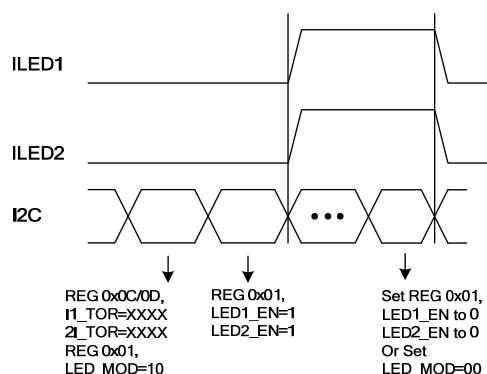 ILED1
ILED2
I2C
REG 0x0C/0D,
I1_TOR=XXXX
2I_TOR=XXXX
REG 0x01,
LED_MOD=10
REG 0x01,
LED1_EN=1
LED2_EN=1
Set REG 0x01,
LED1_EN to 0
LED2_EN to 0
Or Set
LED_MOD=00